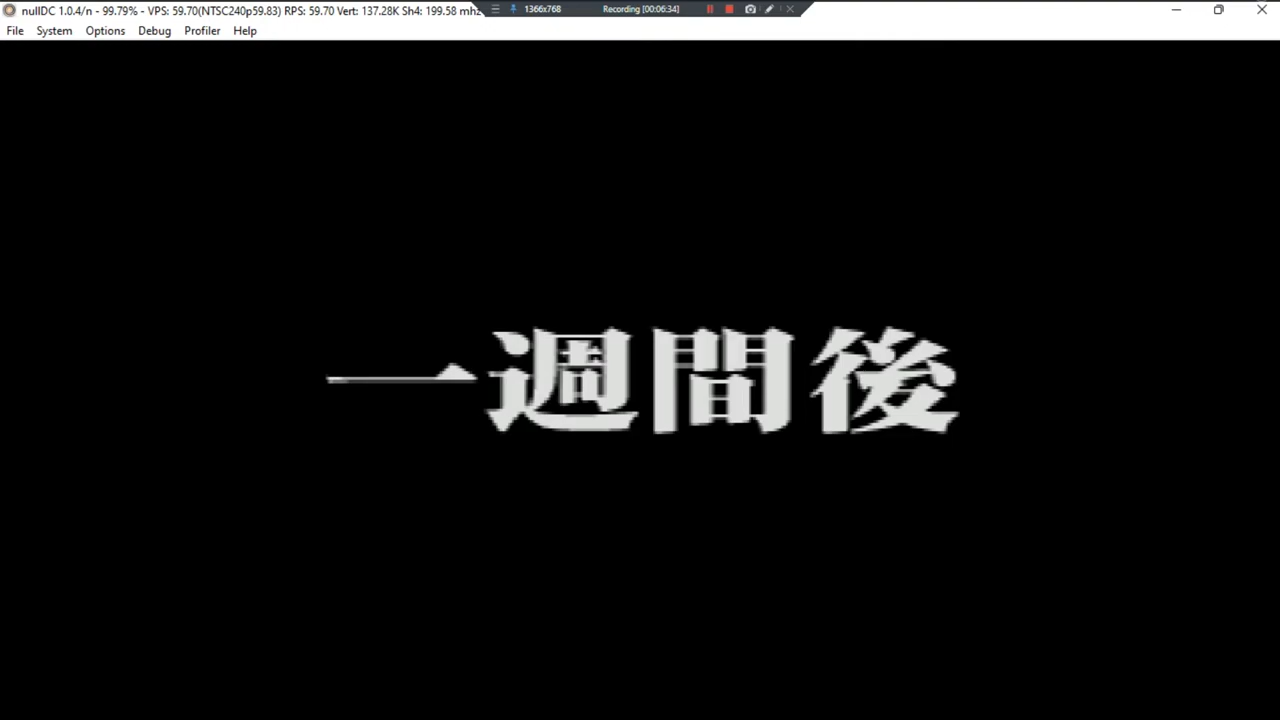 nullDC 1.0.4/n - 99.79% - VPS: 59.70(NTSC240p59.83) RPS: 59.70 Vert: 137.28K Sh4: 199.58 mhz
1366x768
Recording [00:06:34]
File System Options Debug Profiler Help
一週間後